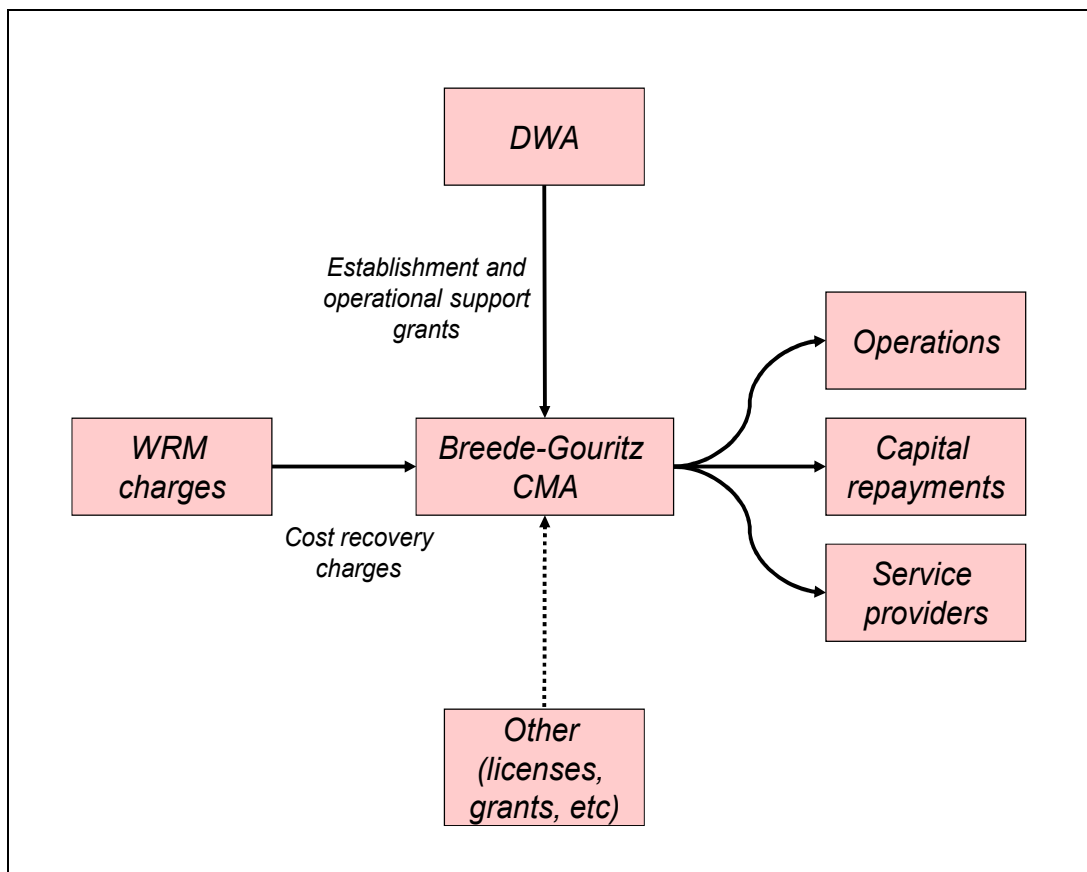 DWA
Establishment and
operational support
grants
Operations
WRM
charges
Breede-Gouritz
CMA
Capital
repayments
Cost recovery
charges
Service
providers
Other
(licenses,
grants, etc)